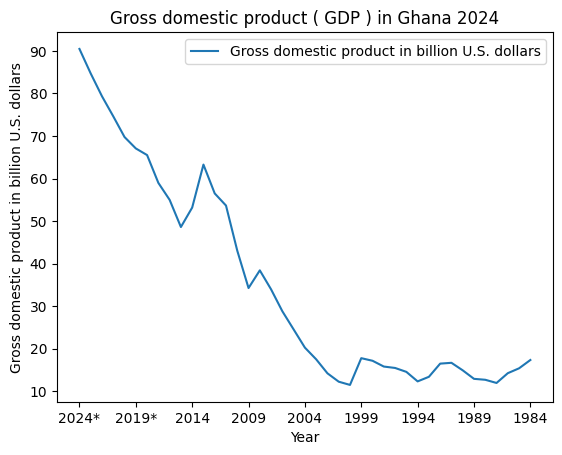 Gross domestic product ( GDP ) in Ghana 2024
Gross domestic product in billion U.S. dollars
Gross domestic product in billion U.S. dollars
90
80
70
60
50
40
30
20
10
2024* 2019* 2014 2009 2004 1999 1994 1989 1984
Year